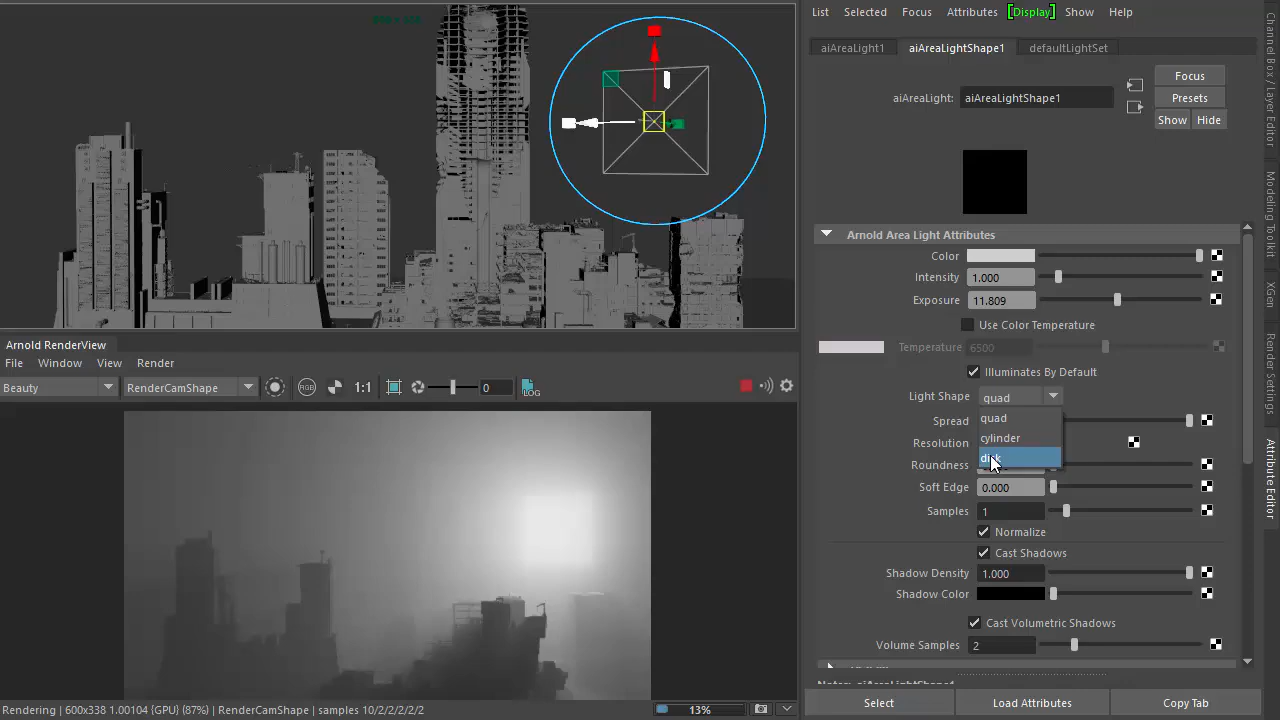 List Selected Focus Attributes [Display] Show Help
aiAreaLight1 aiAreaLightShape1 defaultLightSet
Focus
aiAreaLight: aiAreaLightShape1 Presets
Show Hide
Arnold Area Light Attributes
Color
Intensity 1.000
Exposure 11.809
Use Color Temperature
Temperature 6500
Illuminates By Default
Light Shape quad
quad
cylinder
disk
Spread
Resolution
Roundness
Soft Edge 0.000
Samples 1
Normalize
Cast Shadows
Shadow Density 1.000
Shadow Color
Cast Volumetric Shadows
Volume Samples 2
Notes: aiAreaLightShape1
Select Load Attributes Copy Tab
Channel Box / Layer Editor
Modeling Toolkit
XGen
Render Settings
Attribute Editor
Arnold RenderView
File Window View Render
Beauty RenderCamShape RGB 1:1 0 LOG
Rendering | 600x338 1.00104 {GPU} (87%) | RenderCamShape | samples 10/2/2/2/2/2 13%